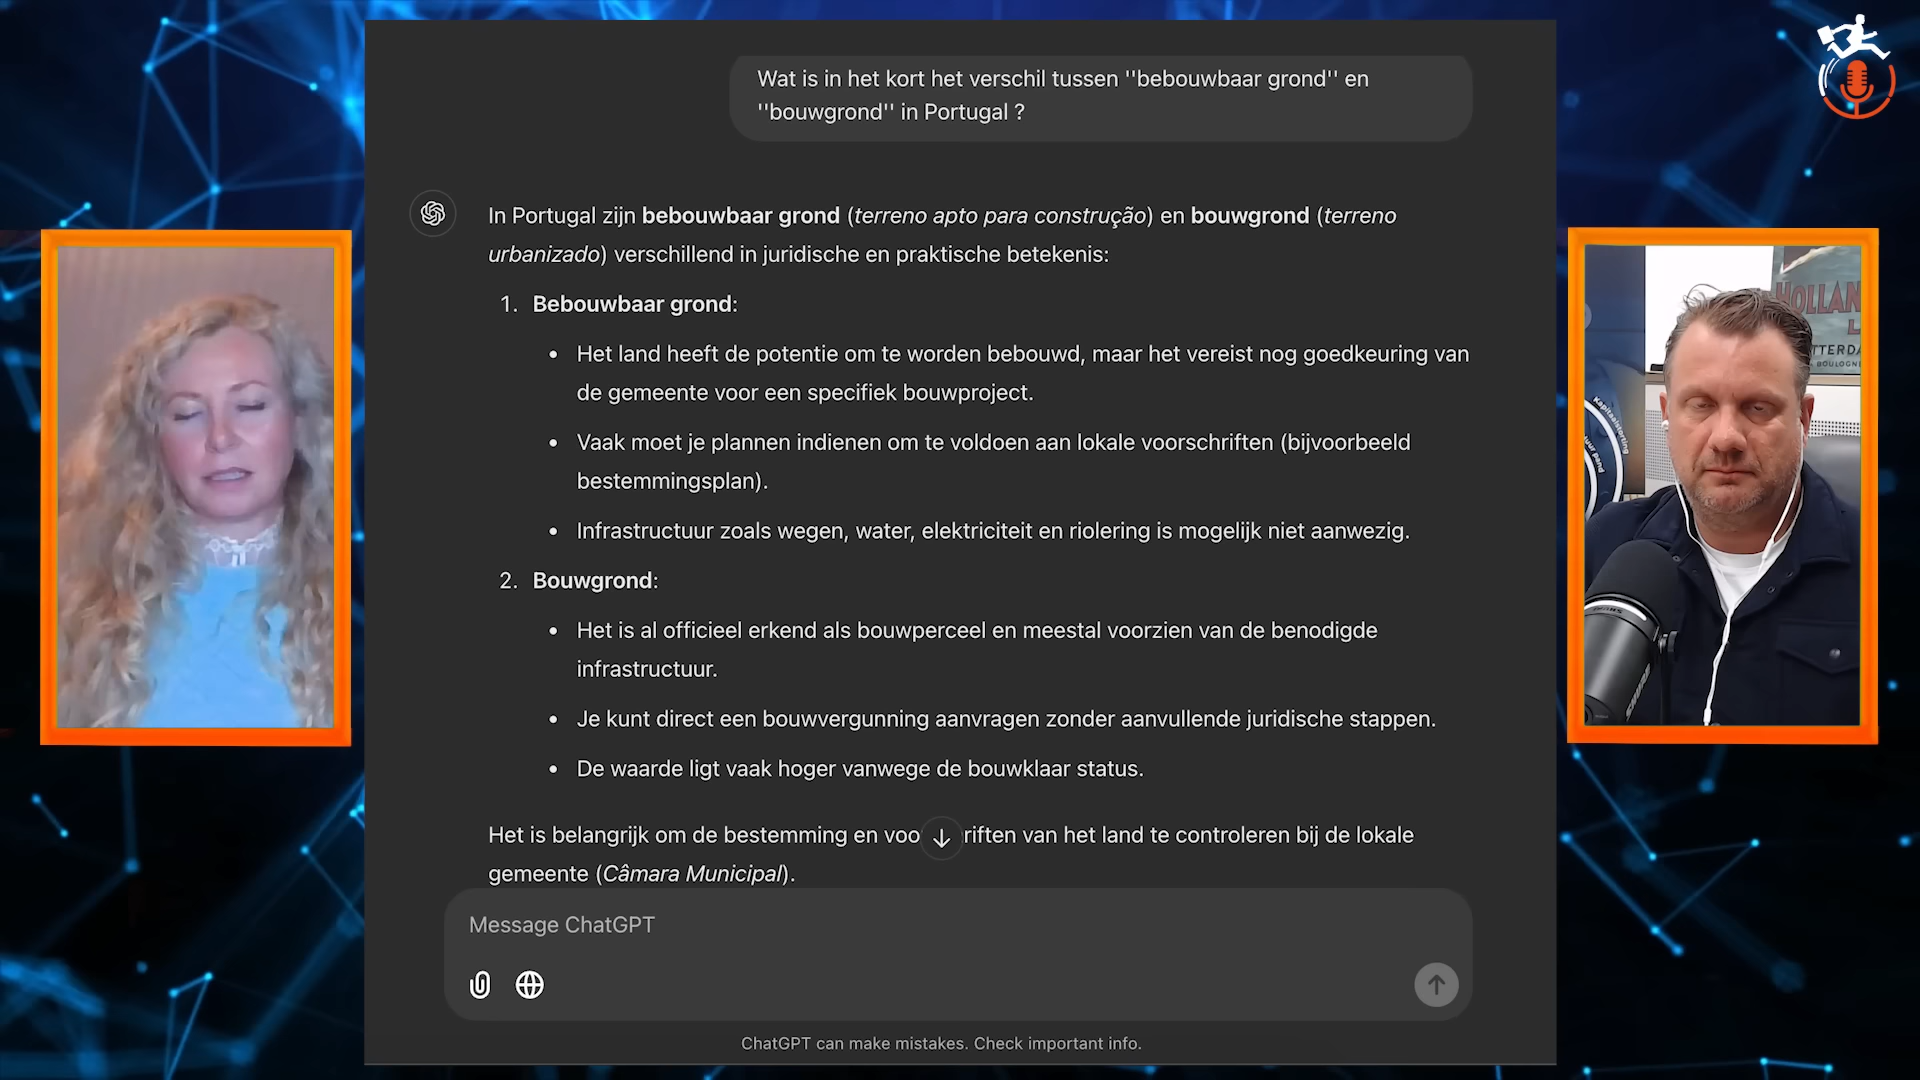 Wat is in het kort het verschil tussen ''bebouwbaar grond'' en
''bouwgrond'' in Portugal ?
In Portugal zijn bebouwbaar grond (terreno apto para construção) en bouwgrond (terreno
urbanizado) verschillend in juridische en praktische betekenis:
1. Bebouwbaar grond:
• Het land heeft de potentie om te worden bebouwd, maar het vereist nog goedkeuring van
de gemeente voor een specifiek bouwproject.
• Vaak moet je plannen indienen om te voldoen aan lokale voorschriften (bijvoorbeeld
bestemmingsplan).
• Infrastructuur zoals wegen, water, elektriciteit en riolering is mogelijk niet aanwezig.
2. Bouwgrond:
• Het is al officieel erkend als bouwperceel en meestal voorzien van de benodigde
infrastructuur.
• Je kunt direct een bouwvergunning aanvragen zonder aanvullende juridische stappen.
• De waarde ligt vaak hoger vanwege de bouwklaar status.
Het is belangrijk om de bestemming en voo riften van het land te controleren bij de lokale
gemeente (Câmara Municipal).
Message ChatGPT
ChatGPT can make mistakes. Check important info.
HOLLAN
L
TTERDA
BOULOGNE
Kapitaalstorting
pand
SHURE